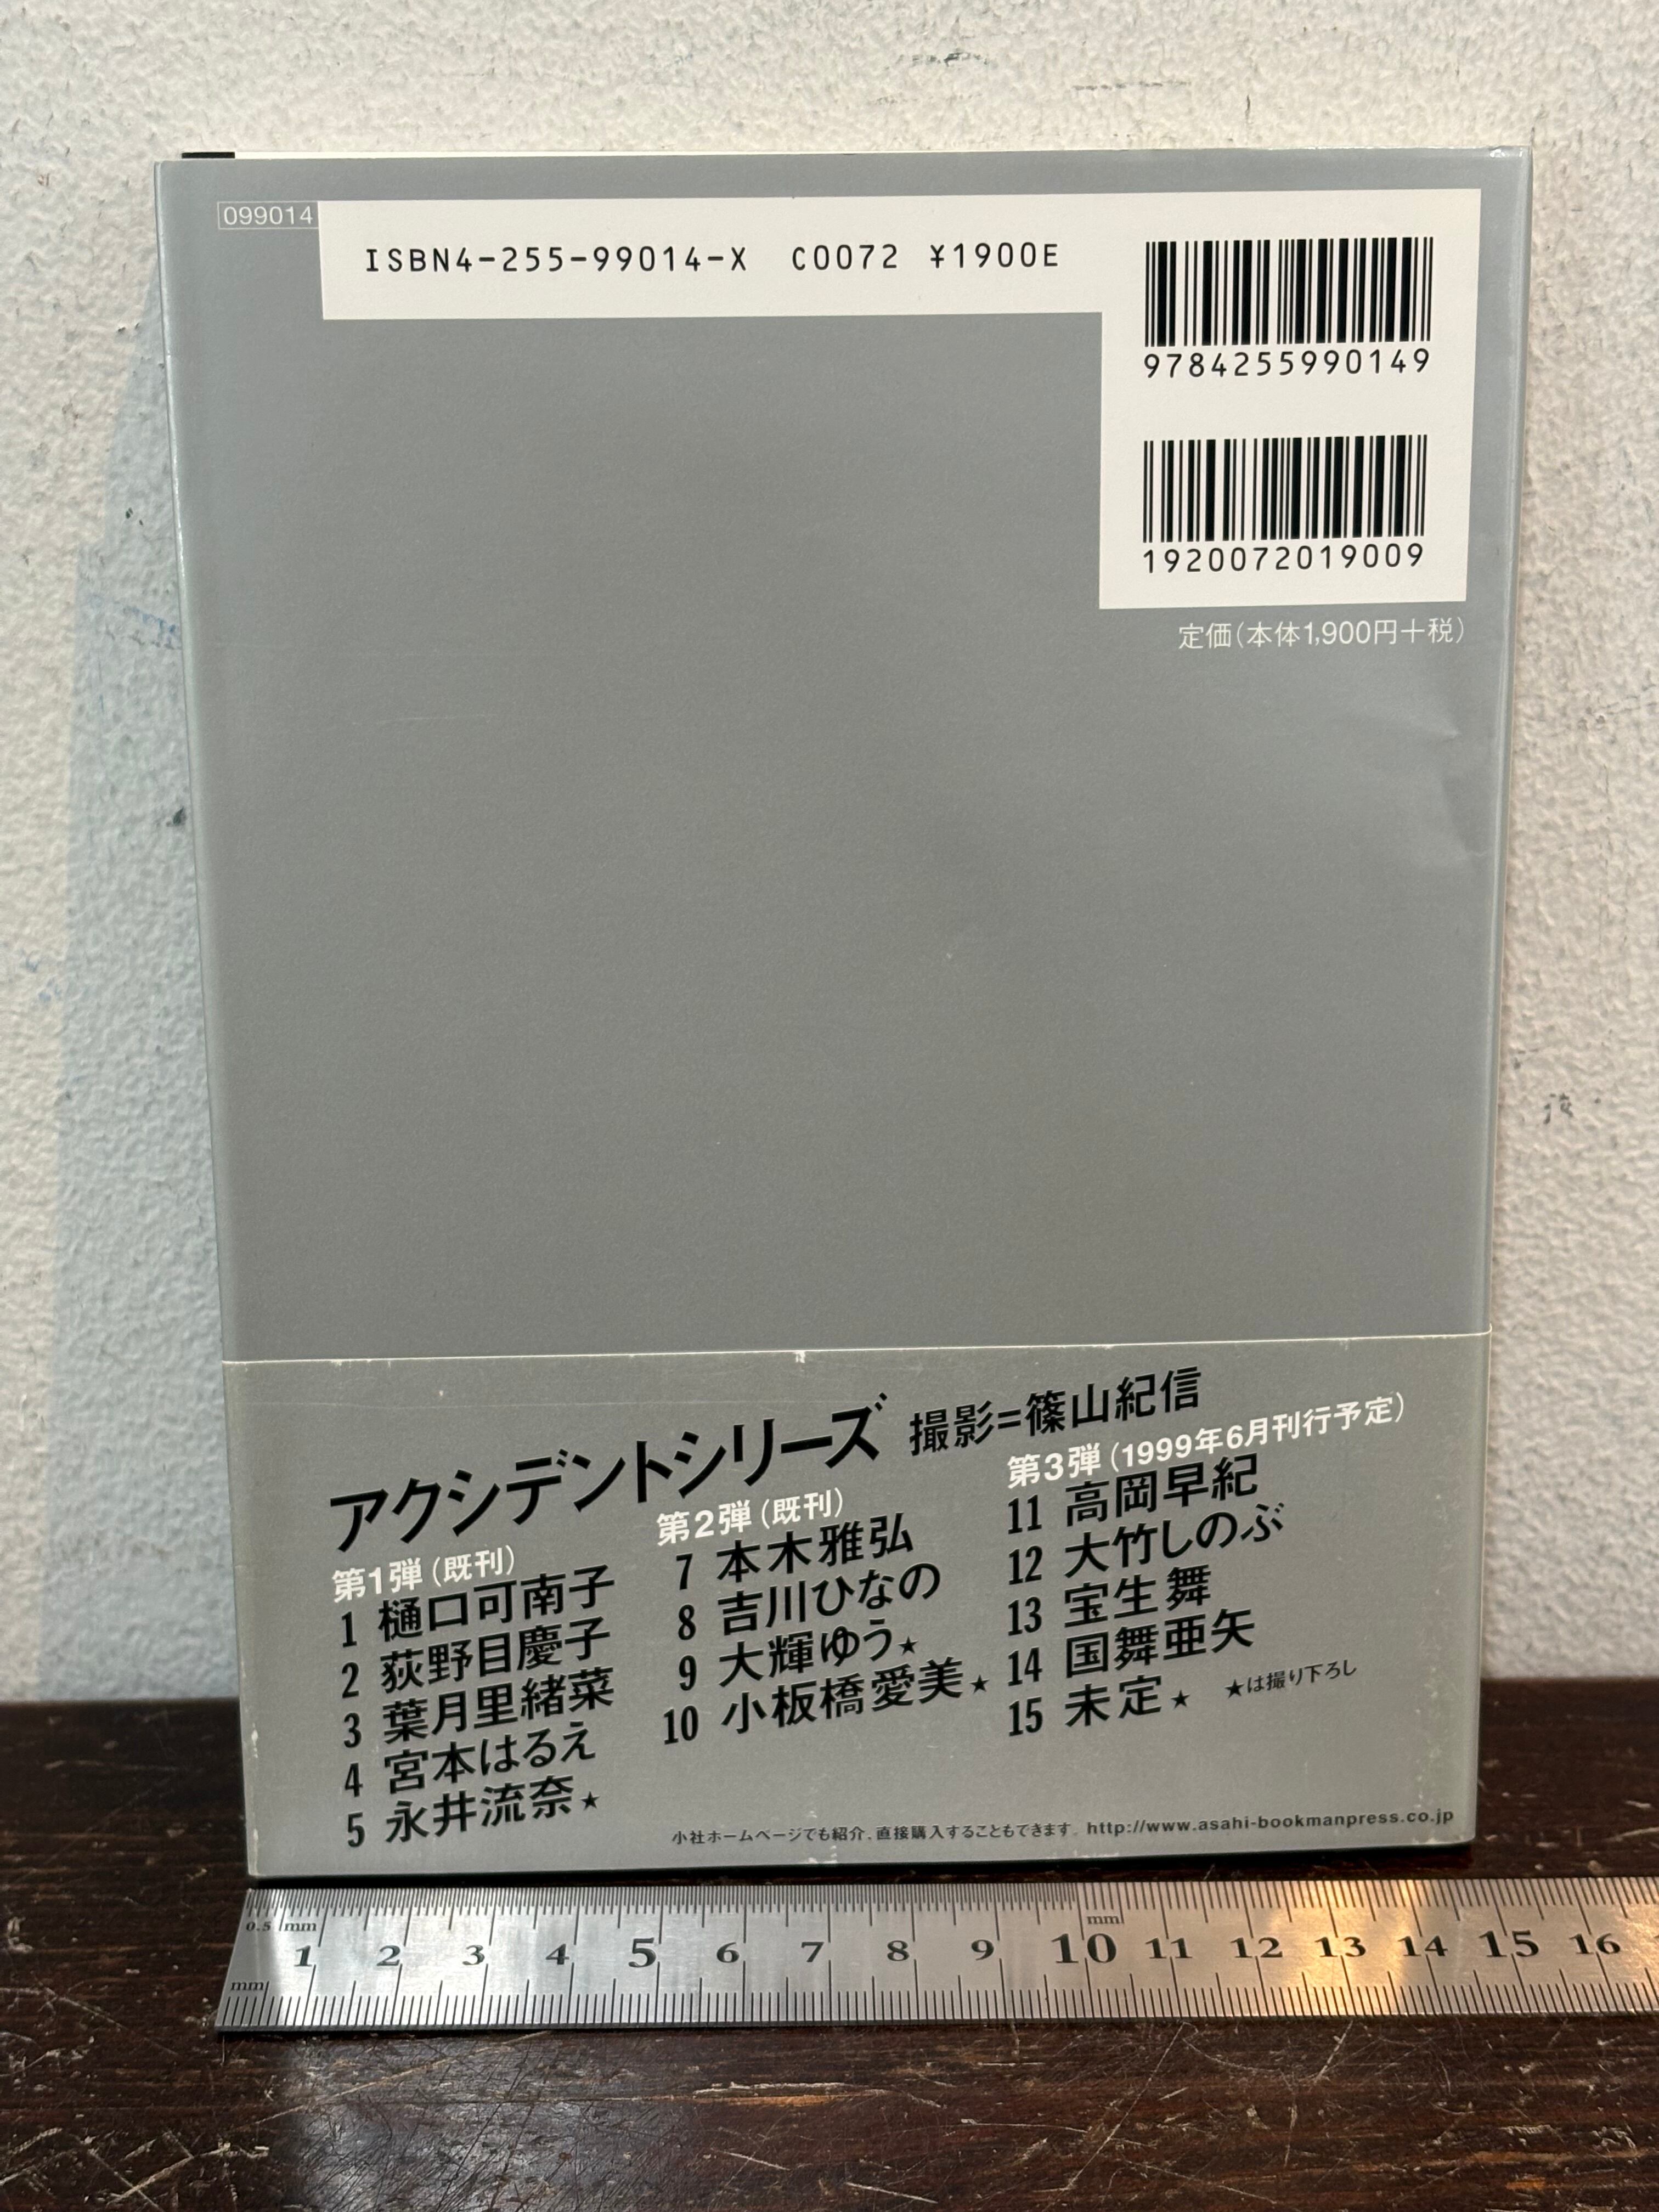 099014
ISBN4-255-99014-X C0072 ¥1900E
9784255990149
1920072019009
定価(本体1,900円+税)
アクシデントシリーズ 撮影=篠山紀信
第1弾(既刊)
1 樋口可南子
2 荻野目慶子
3 葉月里緒菜
4 宮本はるえ
5 永井流奈★
第2弾(既刊)
7 本木雅弘
8 吉川ひなの
9 大輝ゆう★
10 小板橋愛美★
第3弾(1999年6月刊行予定)
11 高岡早紀
12 大竹しのぶ
13 宝生舞
14 国舞亜矢
15 未定★
★は撮り下ろし
小社ホームページでも紹介。直接購入することもできます。http://www.asahi-bookmanpress.co.jp
0.5 mm mm
1 2 3 4 5 6 7 8 9 10 11 12 13 14 15 16
mm